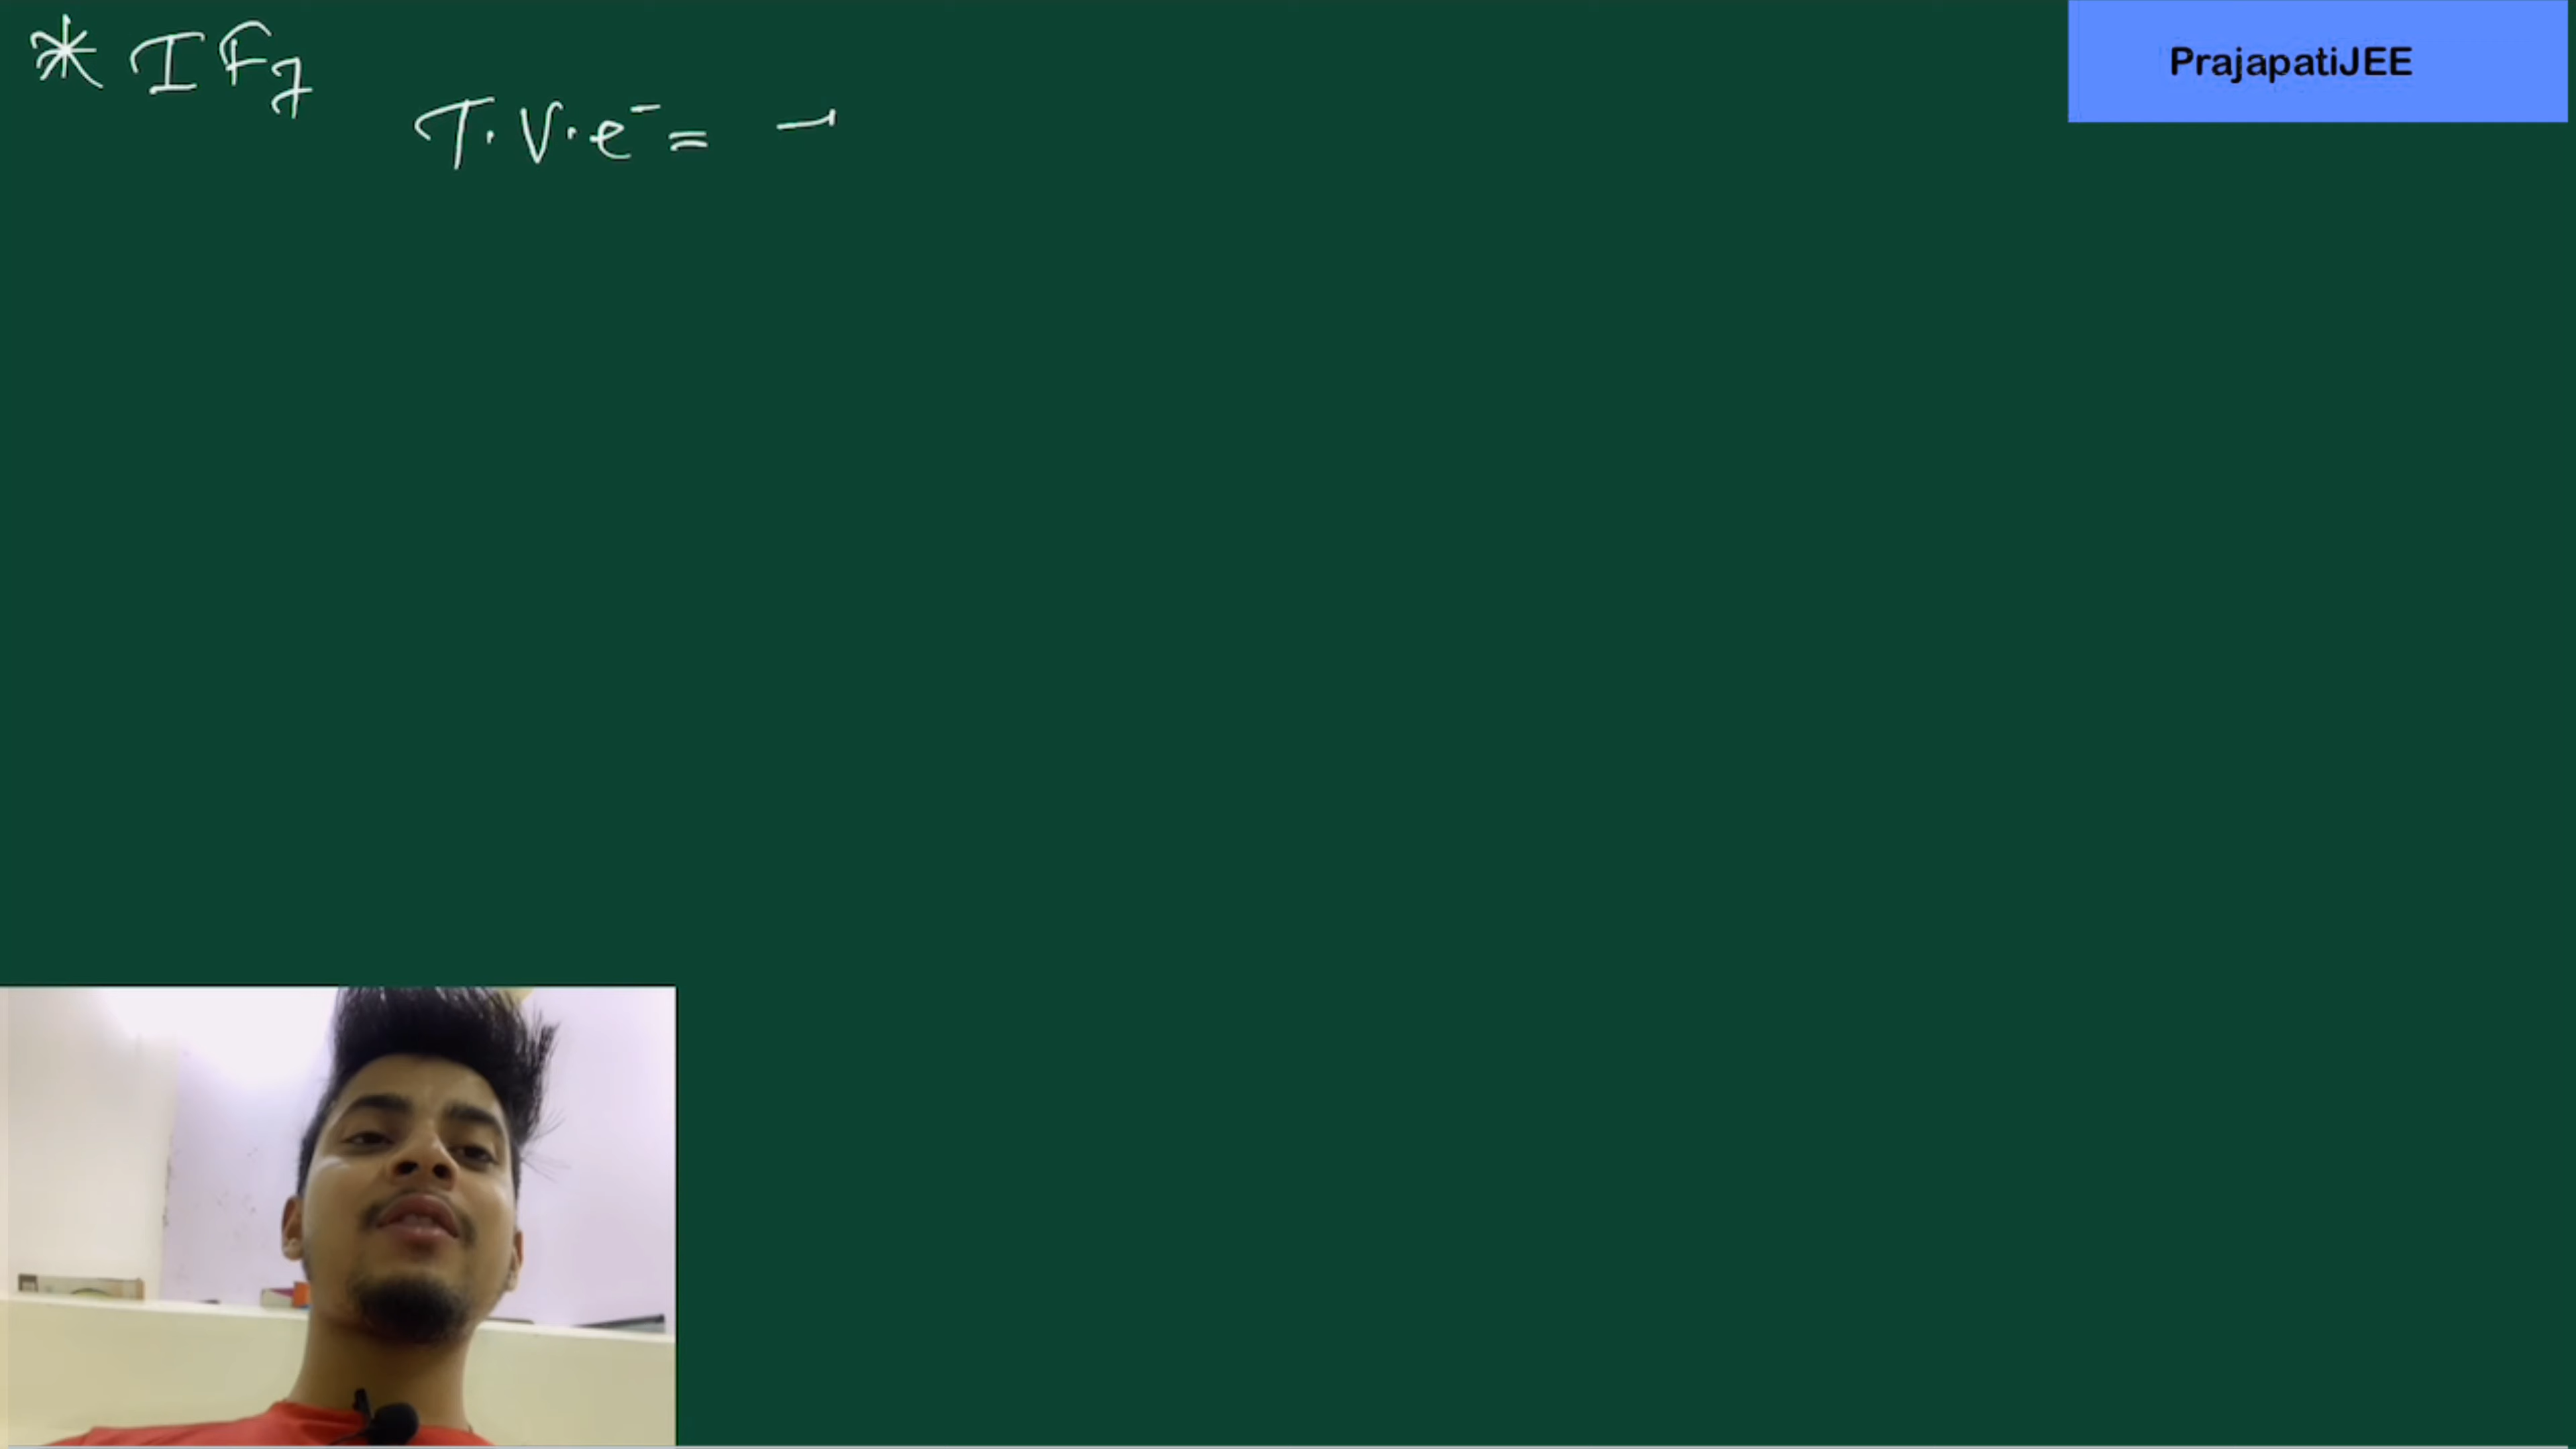 * IF7
PrajapatiJEE
T.V.e⁻ =